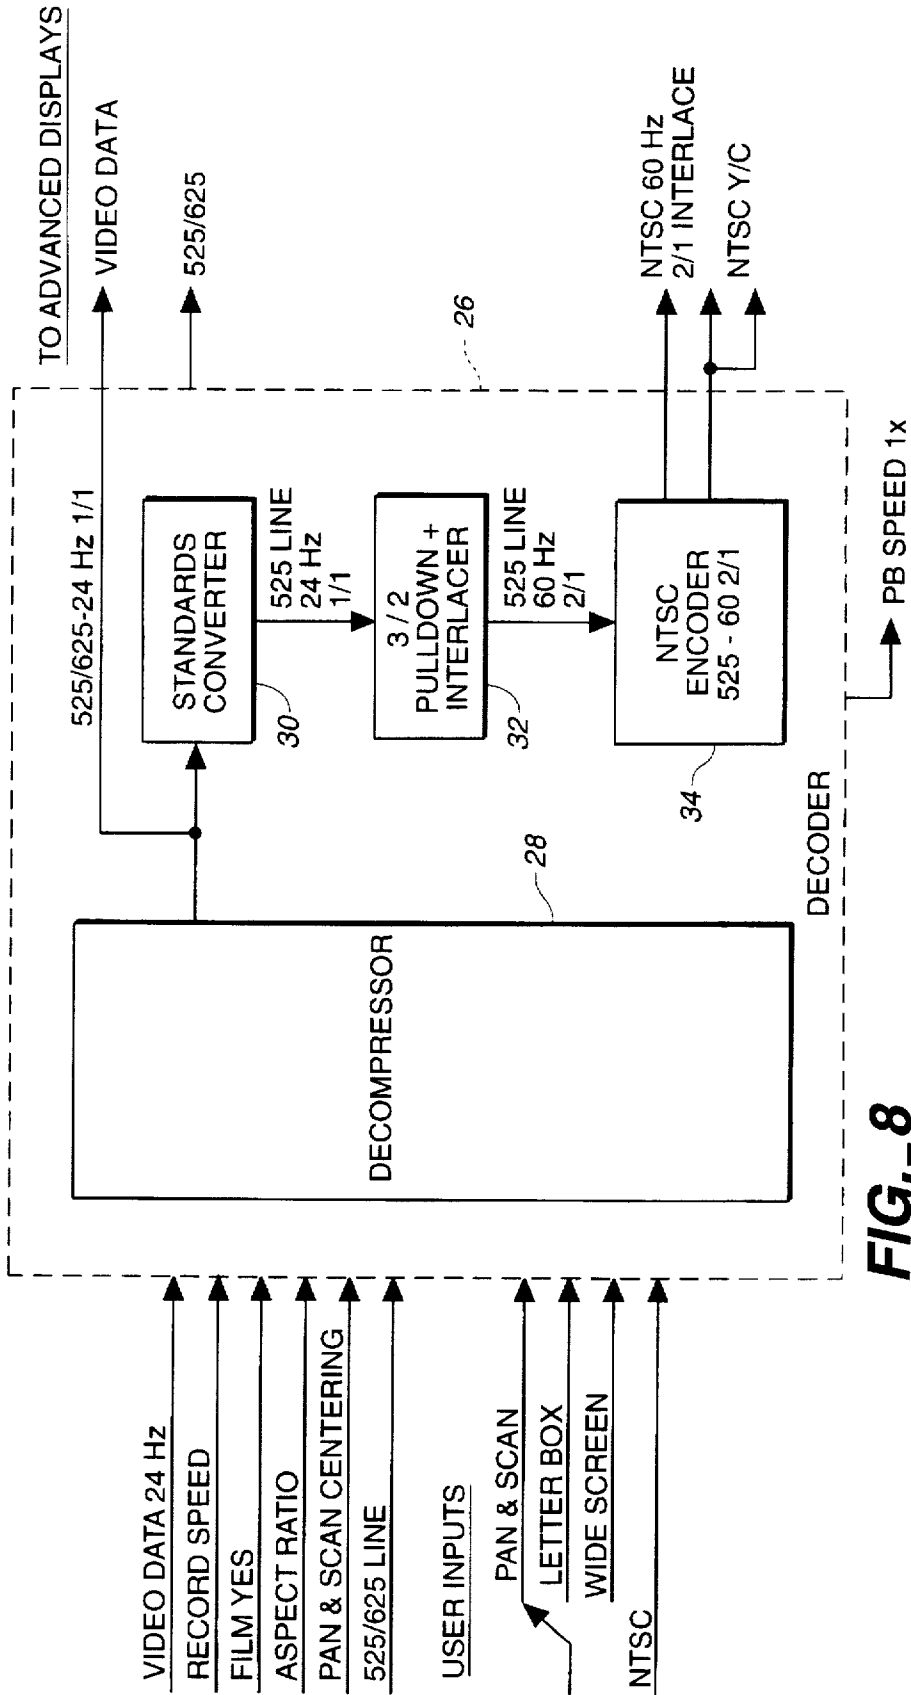 VIDEO DATA 24 Hz
RECORD SPEED
FILM YES
ASPECT RATIO
PAN & SCAN CENTERING
525/625 LINE
USER INPUTS
PAN & SCAN
LETTER BOX
WIDE SCREEN
NTSC
DECOMPRESSOR
28
525/625-24 Hz 1/1
STANDARDS
CONVERTER
30
525 LINE
24 Hz
1/1
3 / 2
PULLDOWN +
INTERLACER
32
525 LINE
60 Hz
2/1
NTSC
ENCODER
525 - 60 2/1
34
DECODER
26
TO ADVANCED DISPLAYS
VIDEO DATA
525/625
NTSC 60 Hz
2/1 INTERLACE
NTSC Y/C
PB SPEED 1x
FIG._8